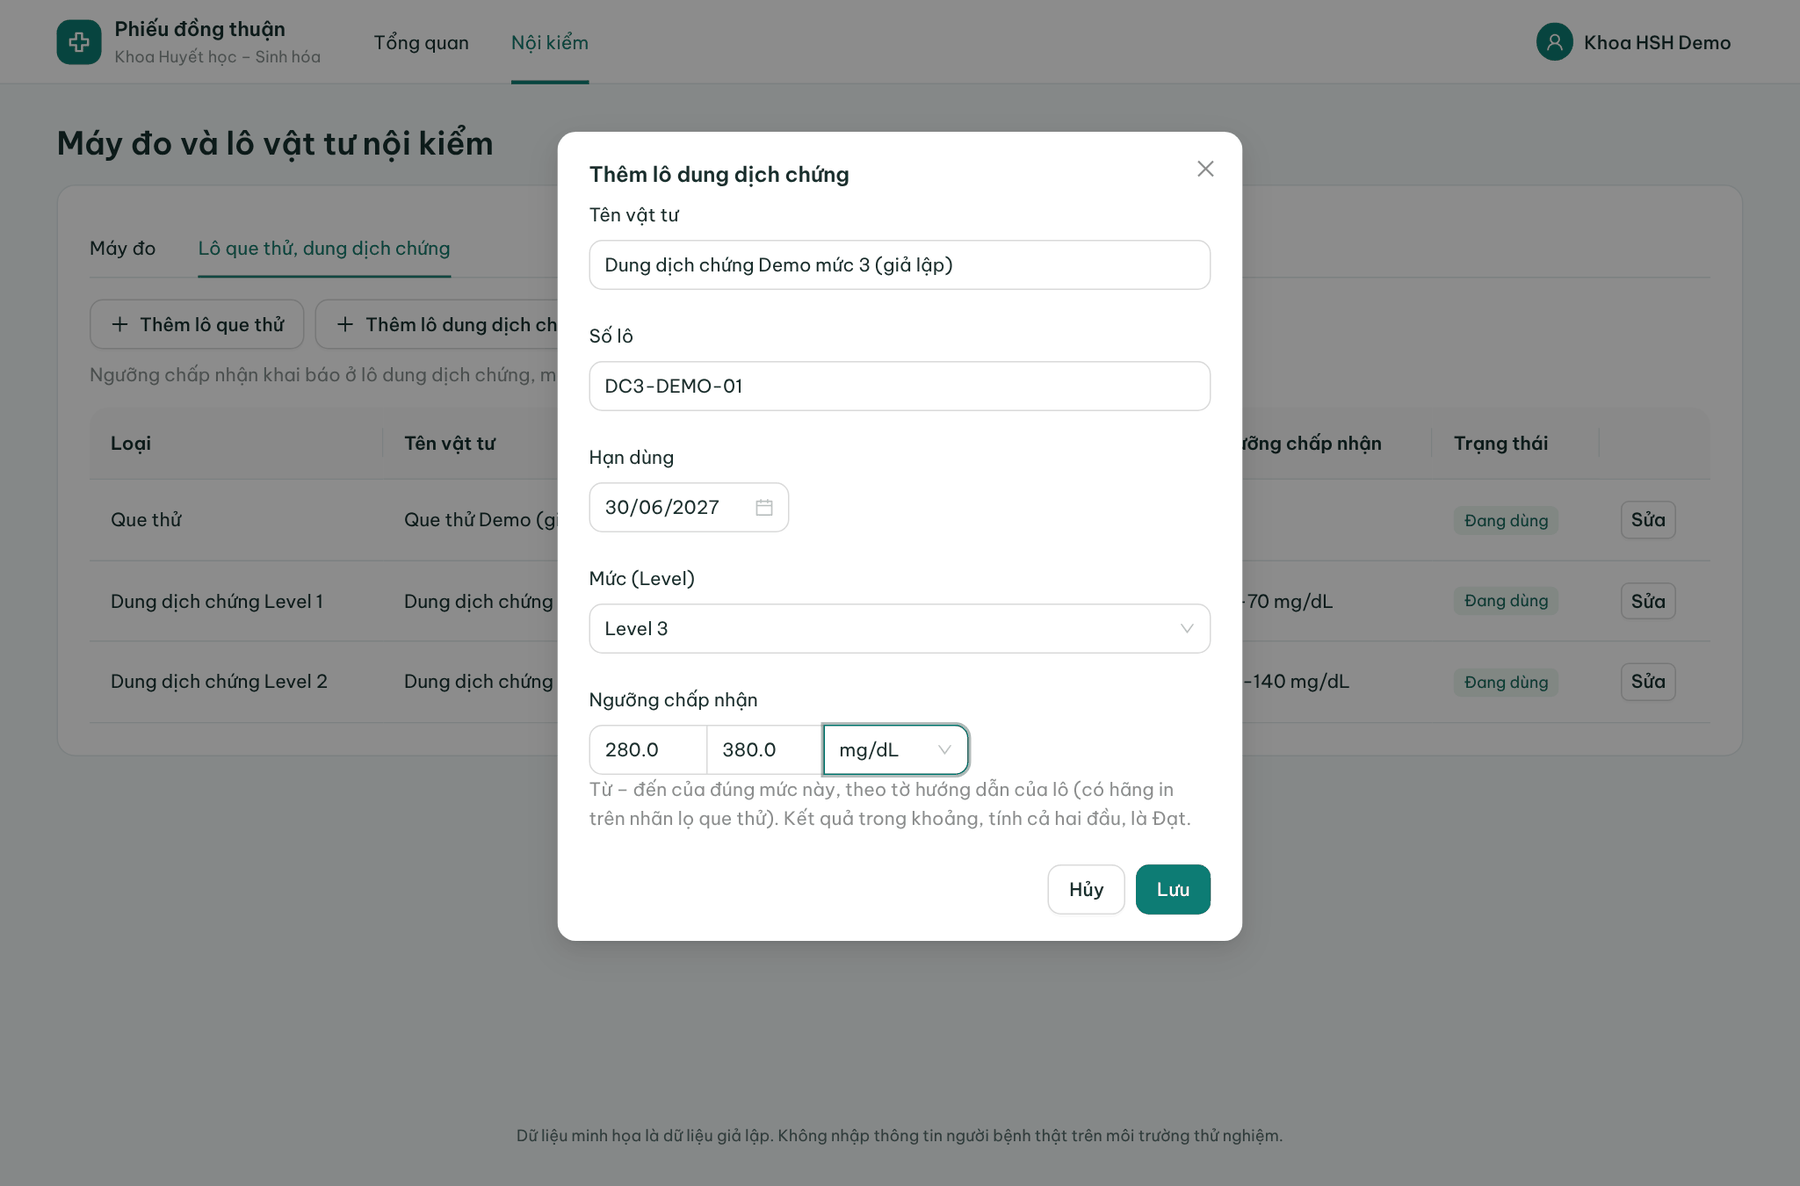 Phiếu đồng thuận
Khoa Huyết học – Sinh hóa
Tổng quan
Nội kiểm
Khoa HSH Demo
Máy đo và lô vật tư nội kiểm
Máy đo
Lô que thử, dung dịch chứng
Thêm lô que thử
Thêm lô dung dịch
Ngưỡng chấp nhận khai báo ở lô dung dịch chứng,
Loại
Tên vật tư
chấp nhận
Trạng thái
Que thử
Que thử Demo
Đang dùng
Sửa
Dung dịch chứng Level 1
Dung dịch chứng
70 mg/dL
Đang dùng
Sửa
Dung dịch chứng Level 2
Dung dịch chứng
-140 mg/dL
Đang dùng
Sửa
Thêm lô dung dịch chứng
Tên vật tư
Dung dịch chứng Demo mức 3 (giả lập)
Số lô
DC3-DEMO-01
Hạn dùng
30/06/2027
Mức (Level)
Level 3
Ngưỡng chấp nhận
280.0
380.0
mg/dL
Từ – đến của đúng mức này, theo tờ hướng dẫn của lô (có hãng in
trên nhãn lọ que thử). Kết quả trong khoảng, tính cả hai đầu, là Đạt.
Hủy
Lưu
Dữ liệu minh họa là dữ liệu giả lập. Không nhập thông tin người bệnh thật trên môi trường thử nghiệm.